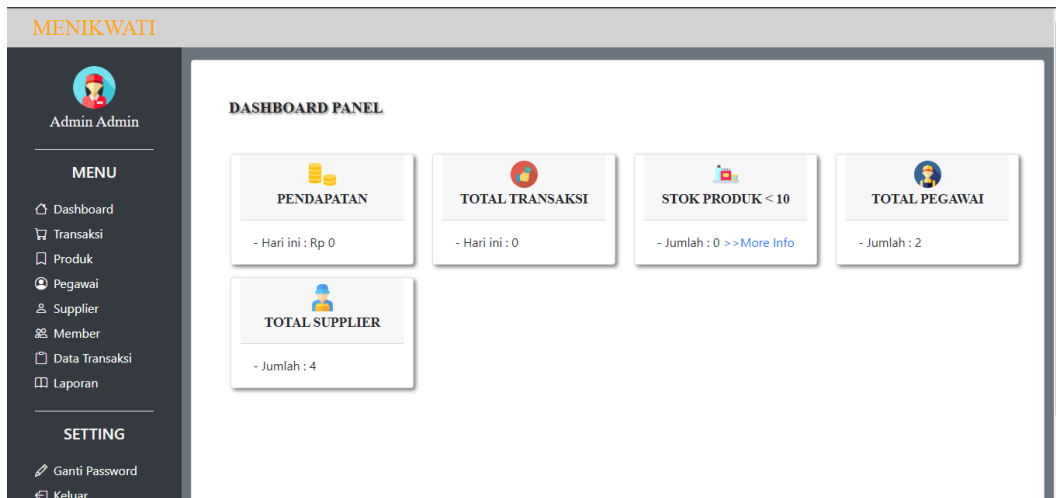 MENIKWATI
Admin Admin
MENU
Dashboard
Transaksi
Produk
Pegawai
Supplier
Member
Data Transaksi
Laporan
SETTING
Ganti Password
Keluar
DASHBOARD PANEL
PENDAPATAN
- Hari ini : Rp 0
TOTAL TRANSAKSI
- Hari ini : 0
STOK PRODUK < 10
- Jumlah : 0 >>More Info
TOTAL PEGAWAI
- Jumlah : 2
TOTAL SUPPLIER
- Jumlah : 4